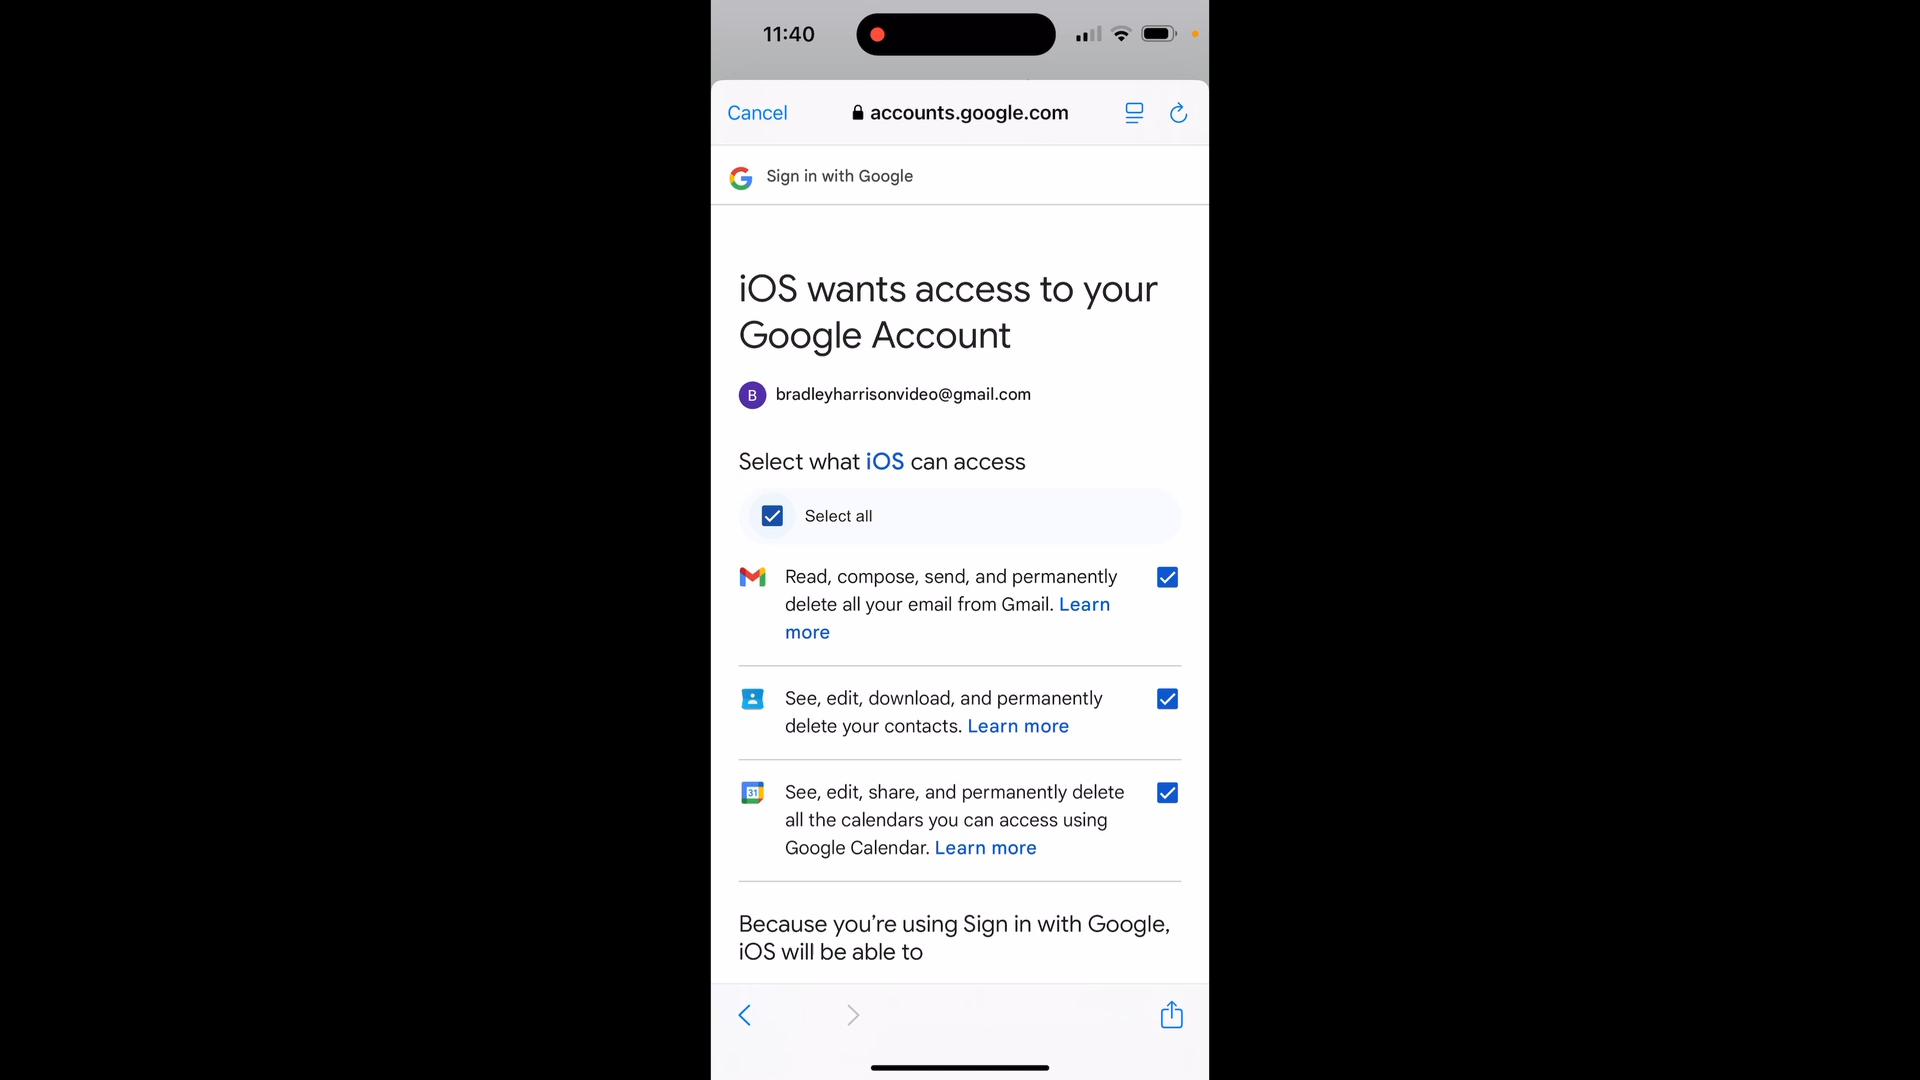 11:40
Cancel
accounts.google.com
Sign in with Google
iOS wants access to your
Google Account
B
bradleyharrisonvideo@gmail.com
Select what iOS can access
Select all
Read, compose, send, and permanently
delete all your email from Gmail. Learn
more
See, edit, download, and permanently
delete your contacts. Learn more
31
See, edit, share, and permanently delete
all the calendars you can access using
Google Calendar. Learn more
Because you’re using Sign in with Google,
iOS will be able to